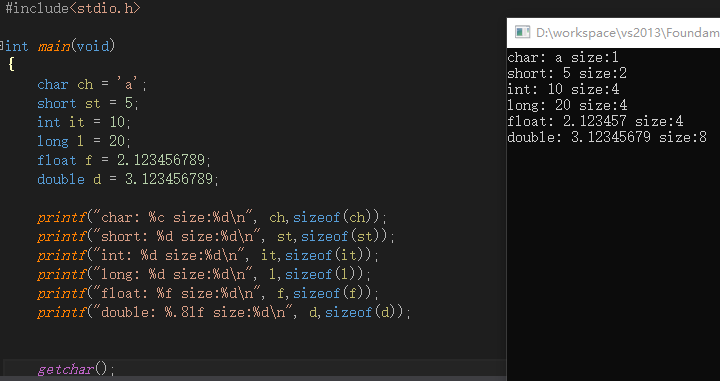 #include<stdio.h>
int main(void)
{
char ch = 'a';
short st = 5;
int it = 10;
long l = 20;
float f = 2.123456789;
double d = 3.123456789;
printf("char: %c size:%d\n", ch,sizeof(ch));
printf("short: %d size:%d\n", st,sizeof(st));
printf("int: %d size:%d\n", it,sizeof(it));
printf("long: %d size:%d\n", l,sizeof(l));
printf("float: %f size:%d\n", f,sizeof(f));
printf("double: %.8lf size:%d\n", d,sizeof(d));
getchar();
D:\workspace\vs2013\Foundam
char: a size:1
short: 5 size:2
int: 10 size:4
long: 20 size:4
float: 2.123457 size:4
double: 3.12345679 size:8